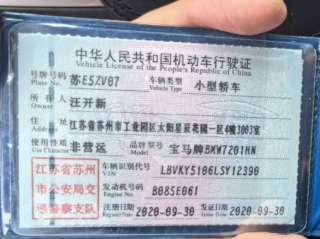 中华人民共和国机动车行驶证
Vehicle License of the People's Republic of China
号牌号码 Plate No. 苏E5ZV07 车辆类型 Vehicle Type 小型轿车
所有人 Owner 汪开新
住址 Address 江苏省苏州市工业园区太阳星辰花园一区4幢3003室
使用性质 Use Character 非营运 品牌型号 Model 宝马牌BMW7201HN
江苏省苏州
市公安局交
通警察支队
车辆识别代号 VIN LBVKY5106LSY12390
发动机号码 Engine No. B085E061
注册日期 Register Date 2020-09-30 发证日期 Issue Date 2020-09-30